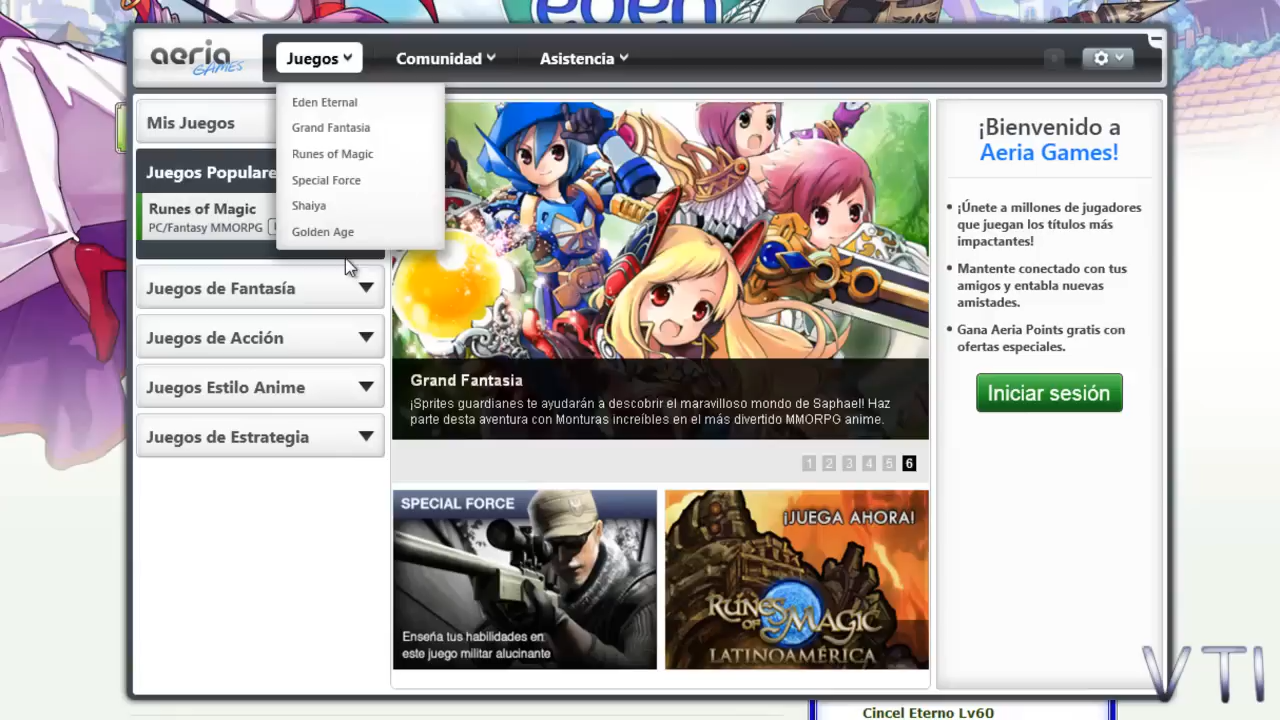 eden
aeria
GAMES
Juegos
Comunidad
Asistencia
Eden Eternal
Grand Fantasia
Runes of Magic
Special Force
Shaiya
Golden Age
Mis Juegos
Juegos Populare
Runes of Magic
PC/Fantasy MMORPG
Juegos de Fantasía
Juegos de Acción
Juegos Estilo Anime
Juegos de Estrategia
Grand Fantasia
¡Sprites guardianes te ayudarán a descubrir el maravilloso mondo de Saphael! Haz
parte desta aventura con Monturas increíbles en el más divertido MMORPG anime.
1 2 3 4 5 6
SPECIAL FORCE
Enseña tus habilidades en
este juego militar alucinante
¡JUEGA AHORA!
RUNES OF MAGIC
LATINOAMÉRICA
¡Bienvenido a
Aeria Games!
• ¡Únete a millones de jugadores
que juegan los títulos más
impactantes!
• Mantente conectado con tus
amigos y entabla nuevas
amistades.
• Gana Aeria Points gratis con
ofertas especiales.
Iniciar sesión
VTI
Cincel Eterno Lv60